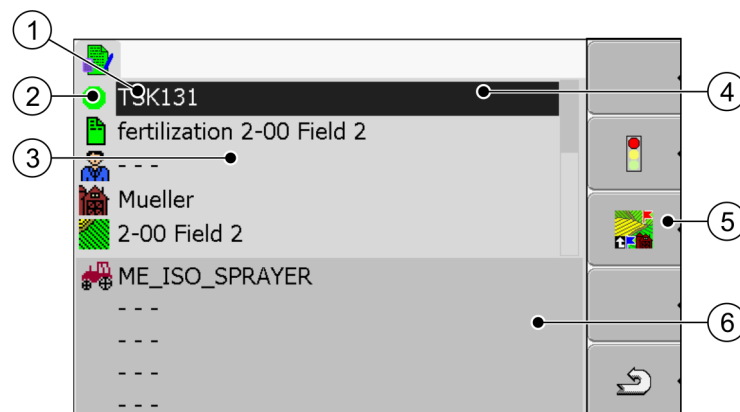 1
2
TSK131
4
fertilization 2-00 Field 2
3
- - -
Mueller
5
2-00 Field 2
ME_ISO_SPRAYER
- - -
6
- - -
- - -
- - -